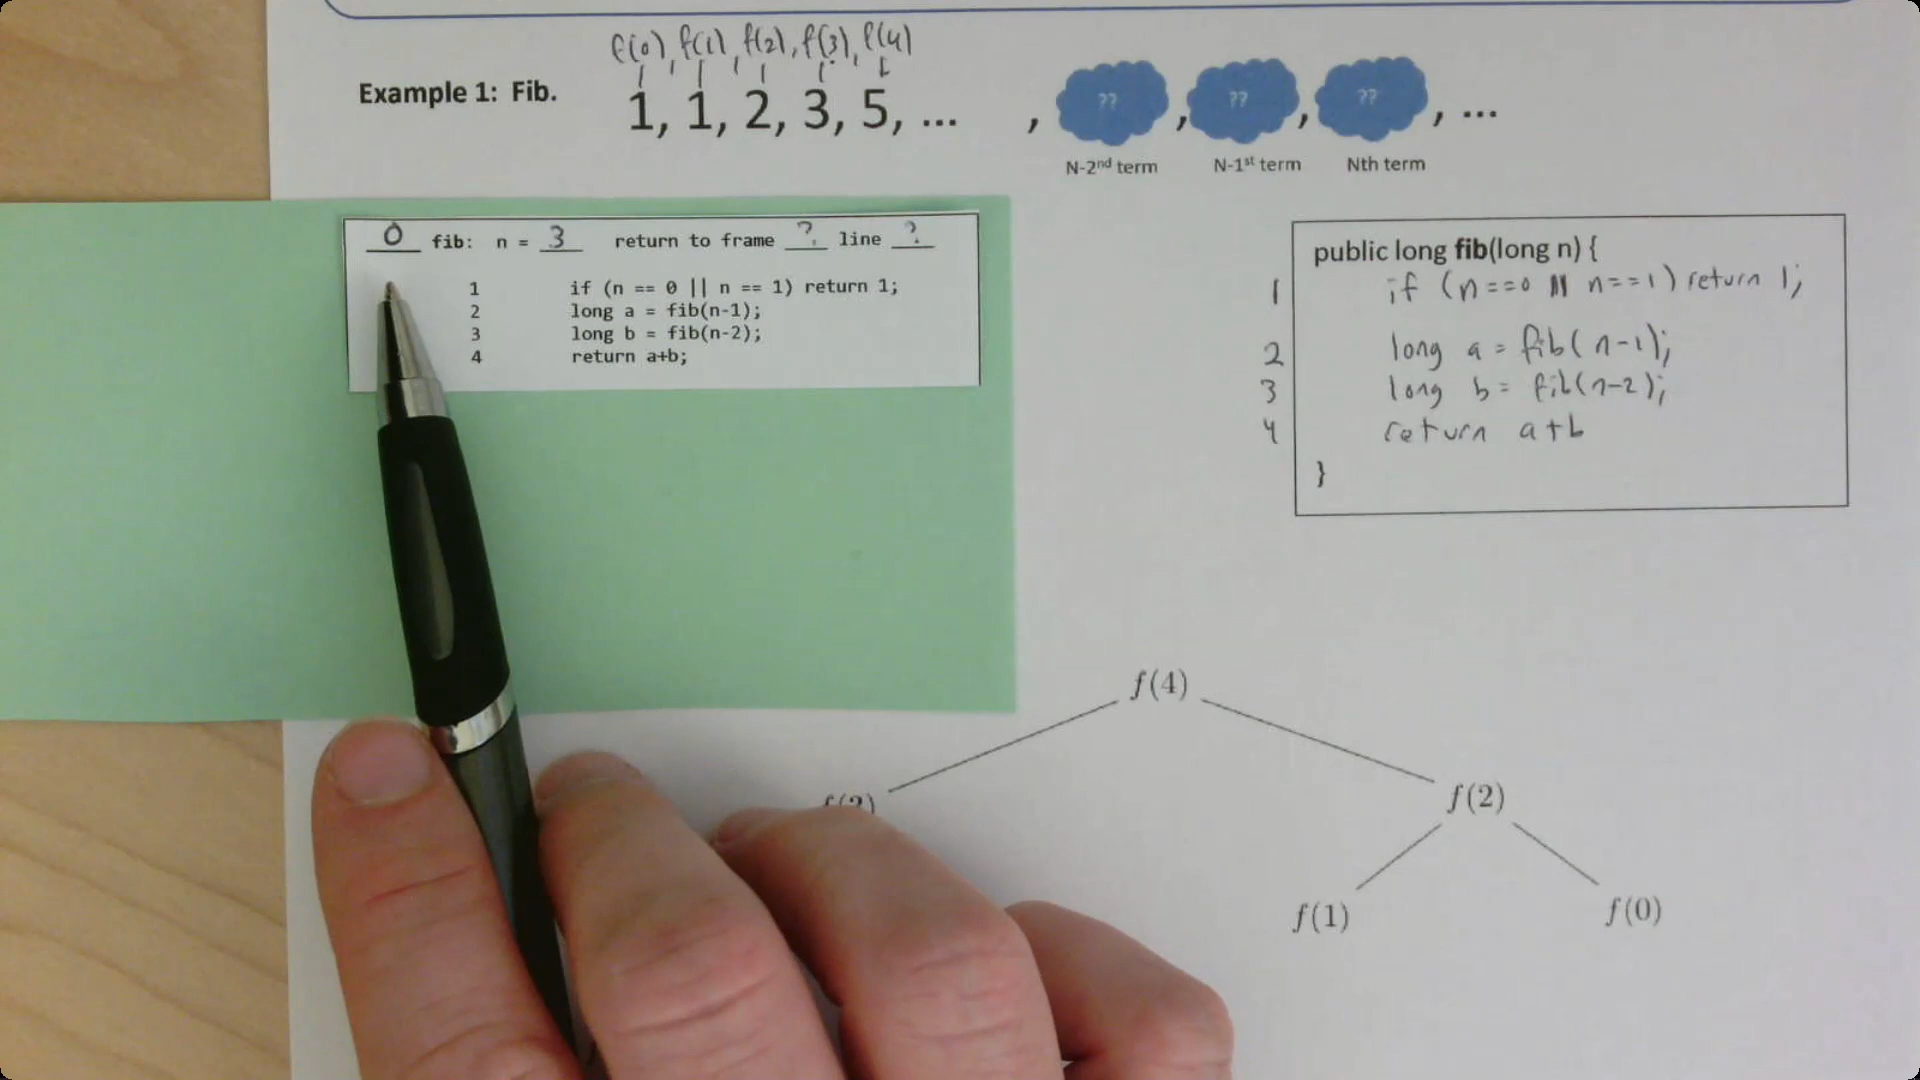 f(0), f(1), f(2), f(3), f(4)
Example 1: Fib.
1, 1, 2, 3, 5, ... , ??, ??, ??, ...
N-2nd term N-1st term Nth term
0 fib: n = 3 return to frame ? line ?
1 if (n == 0 || n == 1) return 1;
2 long a = fib(n-1);
3 long b = fib(n-2);
4 return a+b;
public long fib(long n) {
1 if (n==0 || n==1) return 1;
2 long a = fib(n-1);
3 long b = fib(n-2);
4 return a+b
}
f(4)
f(2)
f(1) f(0)